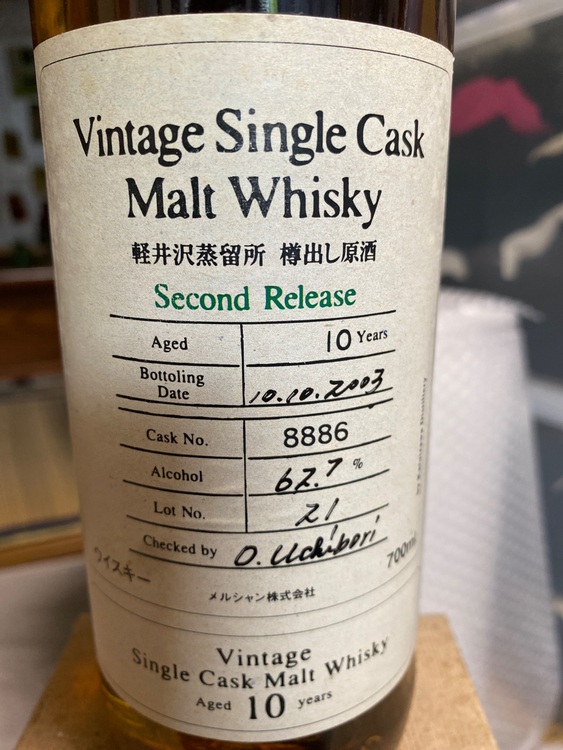 Vintage Single Cask
Malt Whisky
軽井沢蒸留所 樽出し原酒
Second Release
Aged 10 Years
Bottoling
Date 10.10.2003
Cask No. 8886
Alcohol 62.7 %
Lot No. 21
Checked by O. Uchibori
ウイスキー 700ml
メルシャン株式会社
Vintage
Single Cask Malt Whisky
Aged 10 years